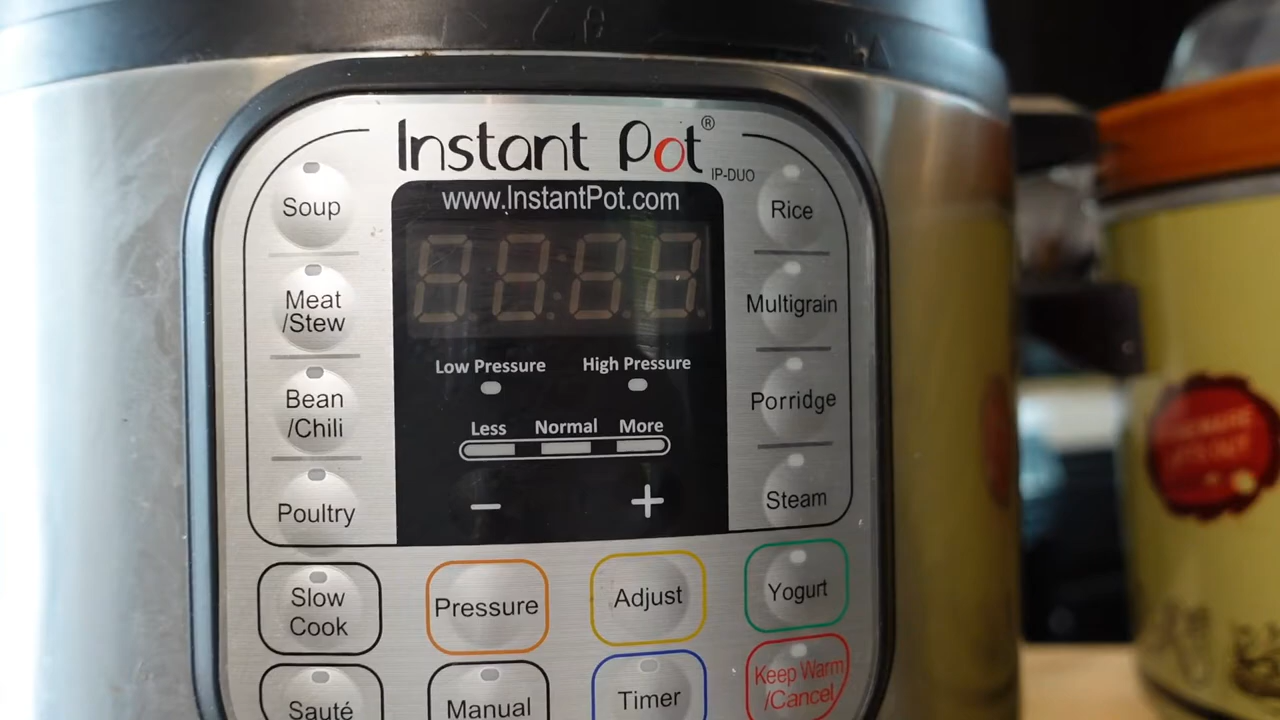 Instant Pot®
IP-DUO
www.InstantPot.com
Soup
Rice
Meat
/Stew
Multigrain
Low Pressure
High Pressure
Bean
/Chili
Porridge
Less
Normal
More
Poultry
−
+
Steam
Slow
Cook
Pressure
Adjust
Yogurt
Sauté
Manual
Timer
Keep Warm
/Cancel